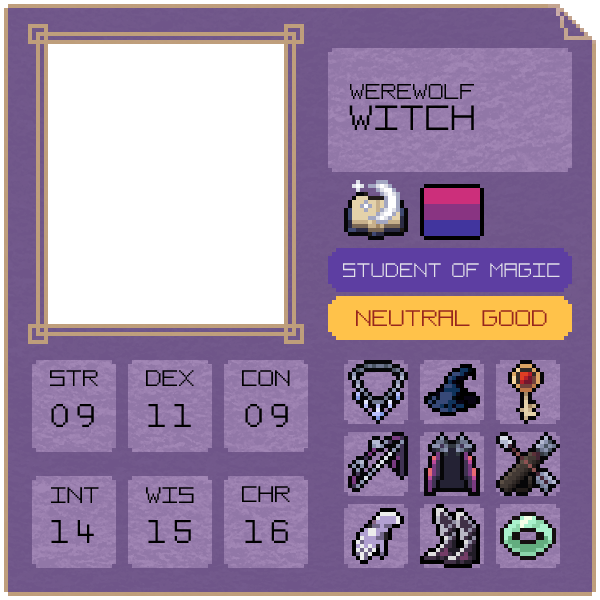 WEREWOLF
WITCH
STUDENT OF MAGIC
NEUTRAL GOOD
STR DEX CON
09 11 09
INT WIS CHR
14 15 16